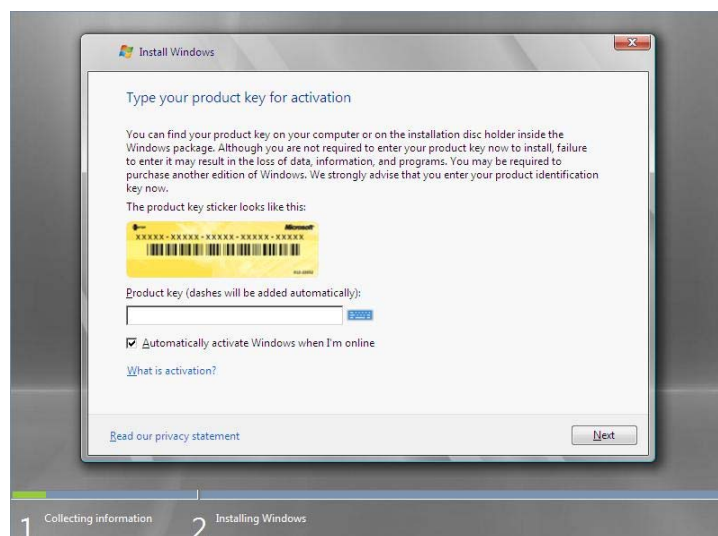 Install Windows
Type your product key for activation
You can find your product key on your computer or on the installation disc holder inside the
Windows package. Although you are not required to enter your product key now to install, failure
to enter it may result in the loss of data, information, and programs. You may be required to
purchase another edition of Windows. We strongly advise that you enter your product identification
key now.
The product key sticker looks like this:
Microsoft
XXXXX-XXXXX-XXXXX-XXXXX-XXXXX
Product key (dashes will be added automatically):
Automatically activate Windows when I'm online
What is activation?
Read our privacy statement
Next
1 Collecting information
2 Installing Windows